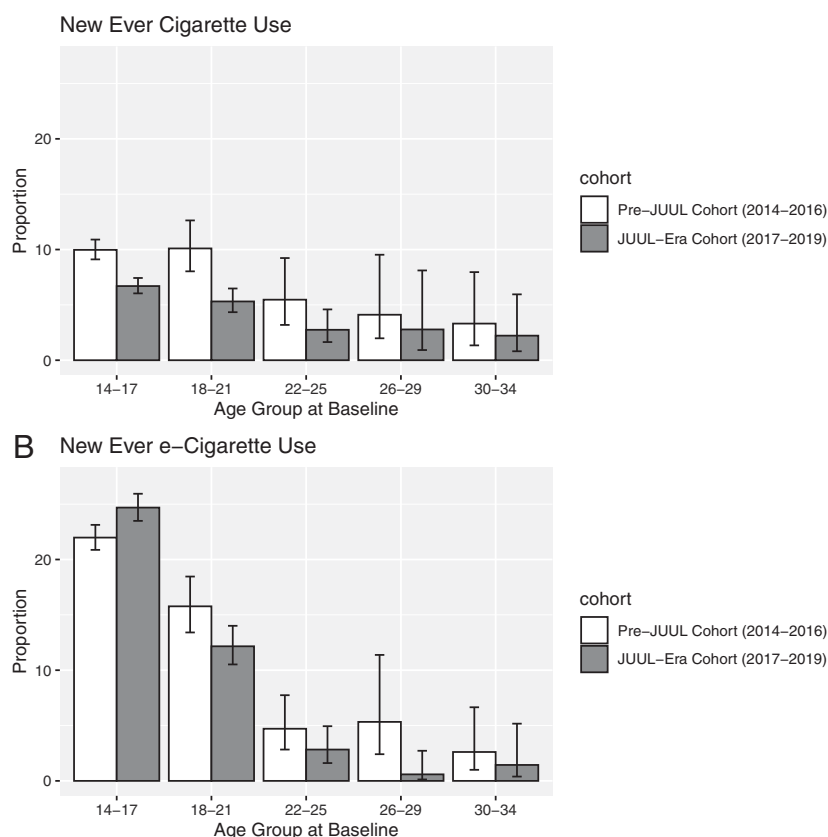 New Ever Cigarette Use
20
10
0
Proportion
14–17 18–21 22–25 26–29 30–34
Age Group at Baseline
cohort
Pre–JUUL Cohort (2014–2016)
JUUL–Era Cohort (2017–2019)
B New Ever e–Cigarette Use
20
10
0
Proportion
14–17 18–21 22–25 26–29 30–34
Age Group at Baseline
cohort
Pre–JUUL Cohort (2014–2016)
JUUL–Era Cohort (2017–2019)